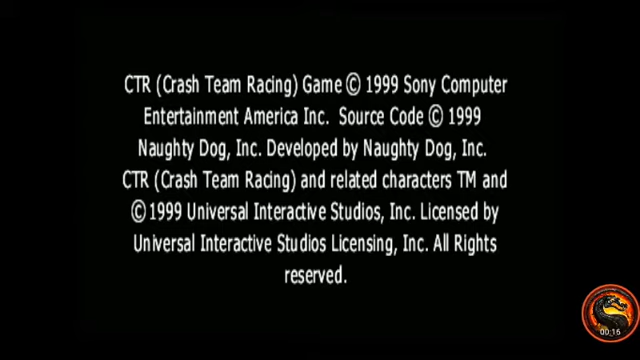 CTR (Crash Team Racing) Game © 1999 Sony Computer
Entertainment America Inc.  Source Code © 1999
Naughty Dog, Inc. Developed by Naughty Dog, Inc.
CTR (Crash Team Racing) and related characters TM and
©1999 Universal Interactive Studios, Inc. Licensed by
Universal Interactive Studios Licensing, Inc. All Rights
reserved.
00:16